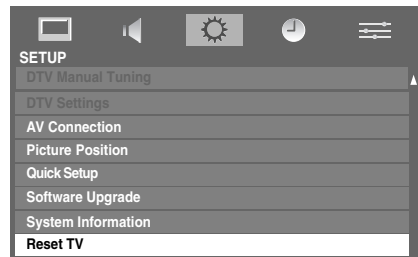 SETUP
DTV Manual Tuning
DTV Settings
AV Connection
Picture Position
Quick Setup
Software Upgrade
System Information
Reset TV